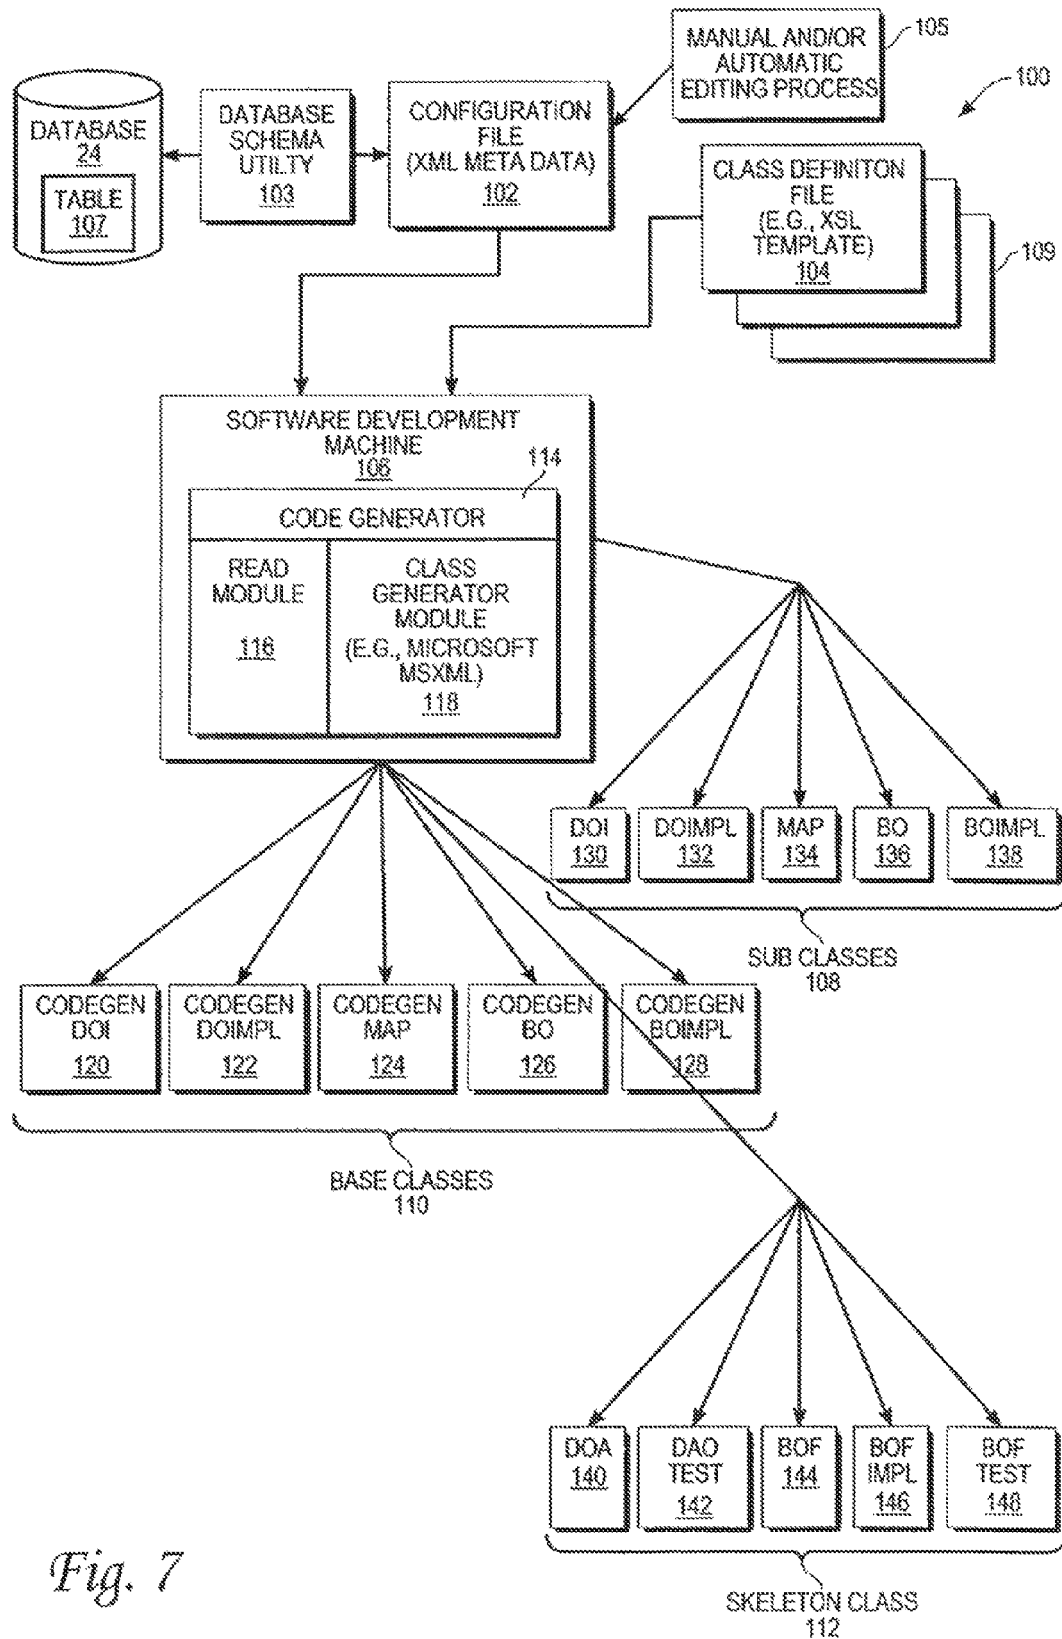 MANUAL AND/OR
AUTOMATIC
EDITING PROCESS
105
100
DATABASE
24
TABLE
107
DATABASE
SCHEMA
UTILTY
103
CONFIGURATION
FILE
(XML META DATA)
102
CLASS DEFINITON
FILE
(E.G., XSL
TEMPLATE)
104
109
SOFTWARE DEVELOPMENT
MACHINE
106
114
CODE GENERATOR
READ
MODULE
116
CLASS
GENERATOR
MODULE
(E.G., MICROSOFT
MSXML)
118
DOI
130
DOIMPL
132
MAP
134
BO
136
BOIMPL
138
SUB CLASSES
108
CODEGEN
DOI
120
CODEGEN
DOIMPL
122
CODEGEN
MAP
124
CODEGEN
BO
126
CODEGEN
BOIMPL
128
BASE CLASSES
110
DOA
140
DAO
TEST
142
BOF
144
BOF
IMPL
146
BOF
TEST
148
SKELETON CLASS
112
Fig. 7